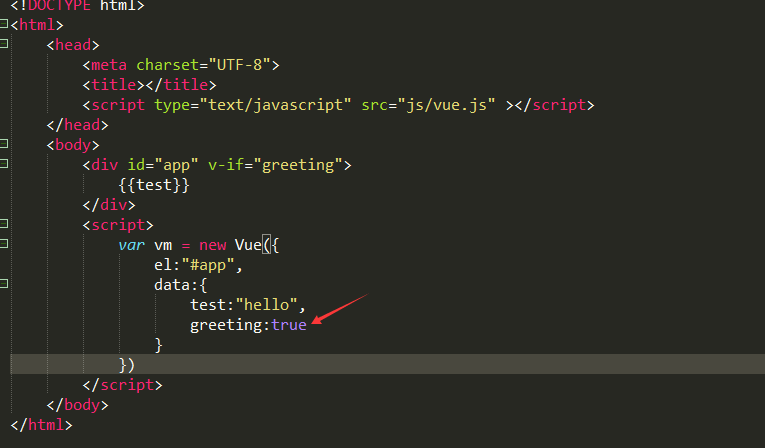 <!DOCTYPE html>
<html>
<head>
<meta charset="UTF-8">
<title></title>
<script type="text/javascript" src="js/vue.js" ></script>
</head>
<body>
<div id="app" v-if="greeting">
{{test}}
</div>
<script>
var vm = new Vue({
el:"#app",
data:{
test:"hello",
greeting:true
}
})
</script>
</body>
</html>